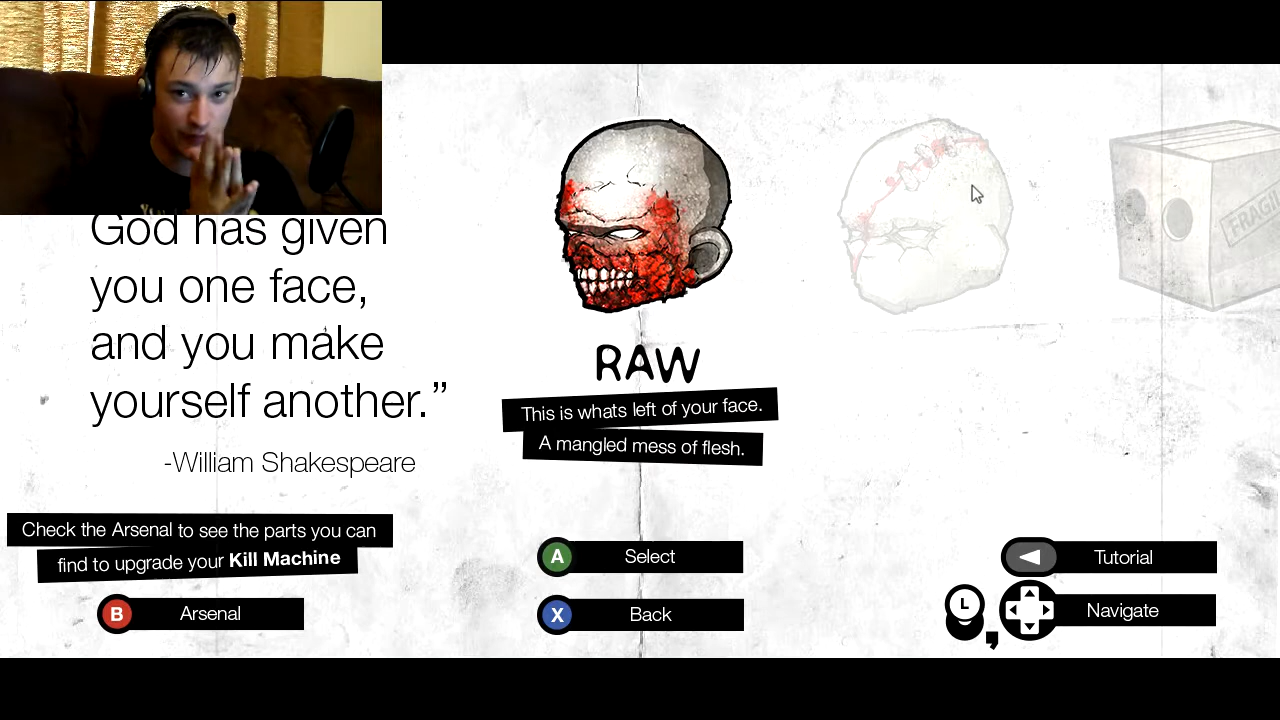 God has given
you one face,
and you make
yourself another.”
-William Shakespeare
Check the Arsenal to see the parts you can
find to upgrade your Kill Machine
B Arsenal
RAW
This is whats left of your face.
A mangled mess of flesh.
A Select
X Back
Tutorial
L , Navigate